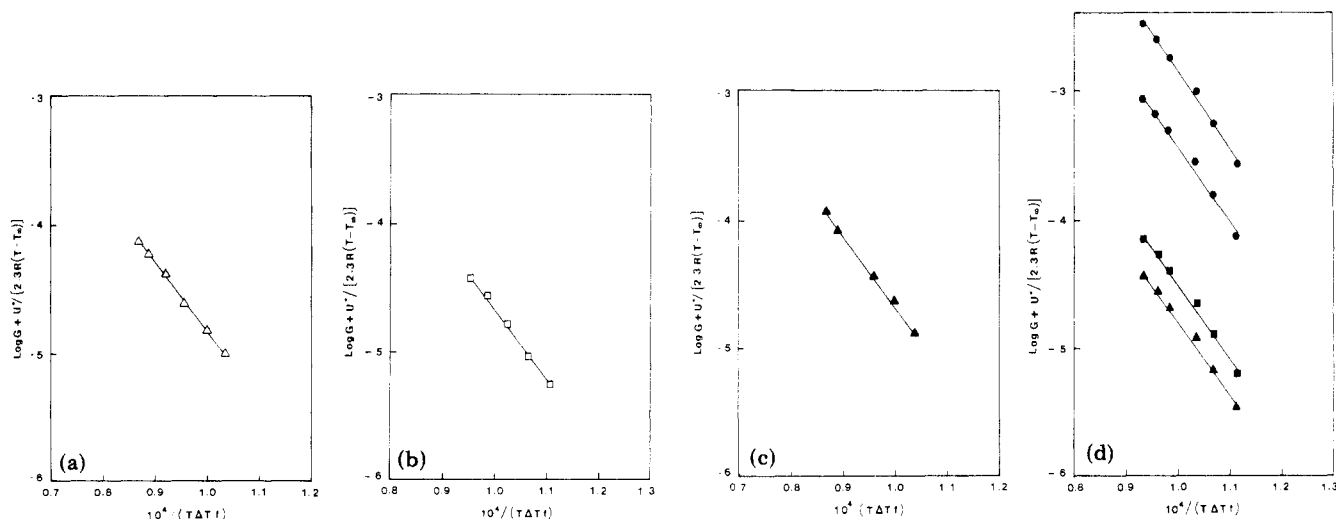 -3
-4
-5
-6
Log G + U*/[2.3R(T-T∞)]
(a)
0.7 0.8 0.9 1.0 1.1 1.2
10⁴/(TΔTf)
-3
-4
-5
-6
Log G + U*/[2.3R(T-T∞)]
(b)
0.8 0.9 1.0 1.1 1.2 1.3
10⁴/(TΔTf)
-3
-4
-5
-6
Log G + U*/[2.3R(T-T∞)]
(c)
0.7 0.8 0.9 1.0 1.1 1.2
10⁴ (TΔTf)
-3
-4
-5
-6
Log G + U*/[2.3R(T-T∞)]
(d)
0.8 0.9 1.0 1.1 1.2 1.3
10⁴/(TΔTf)